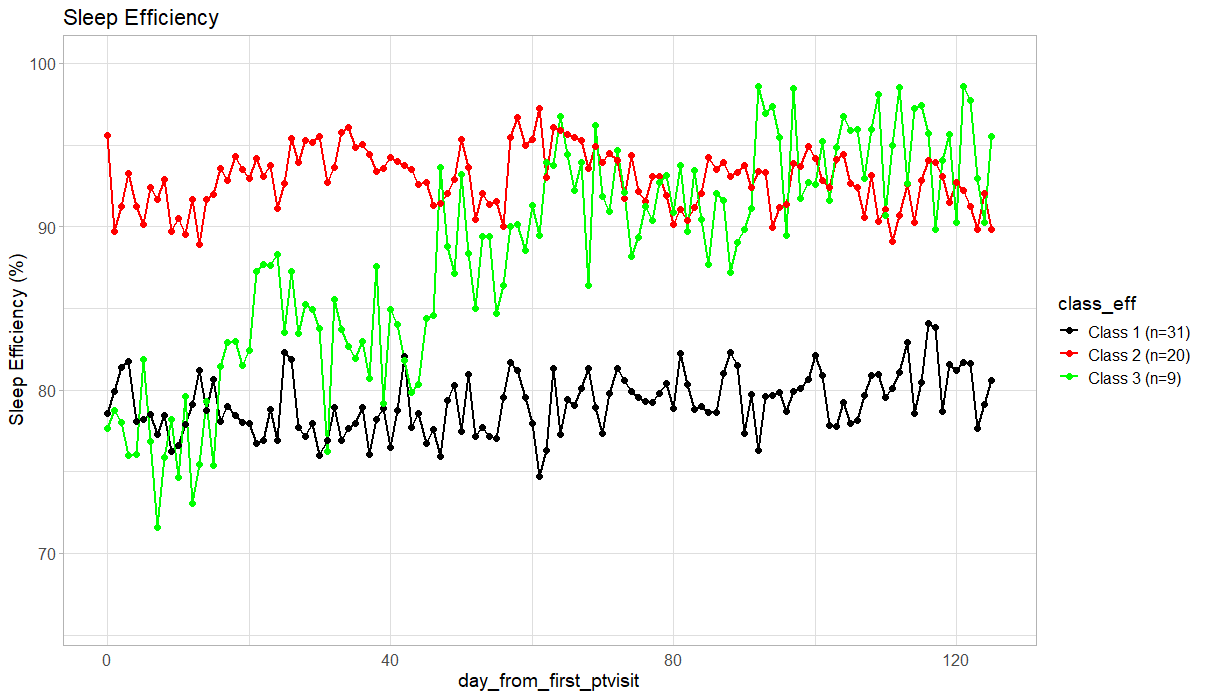 Sleep Efficiency
Sleep Efficiency (%)
100
90
80
70
0
40
80
120
day_from_first_ptvisit
class_eff
Class 1 (n=31)
Class 2 (n=20)
Class 3 (n=9)